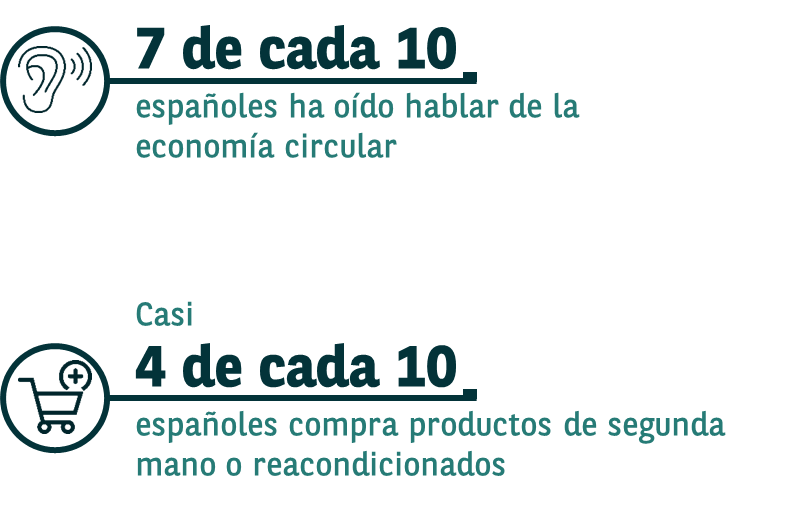 7 de cada 10
españoles ha oído hablar de la
economía circular
Casi
4 de cada 10
españoles compra productos de segunda
mano o reacondicionados